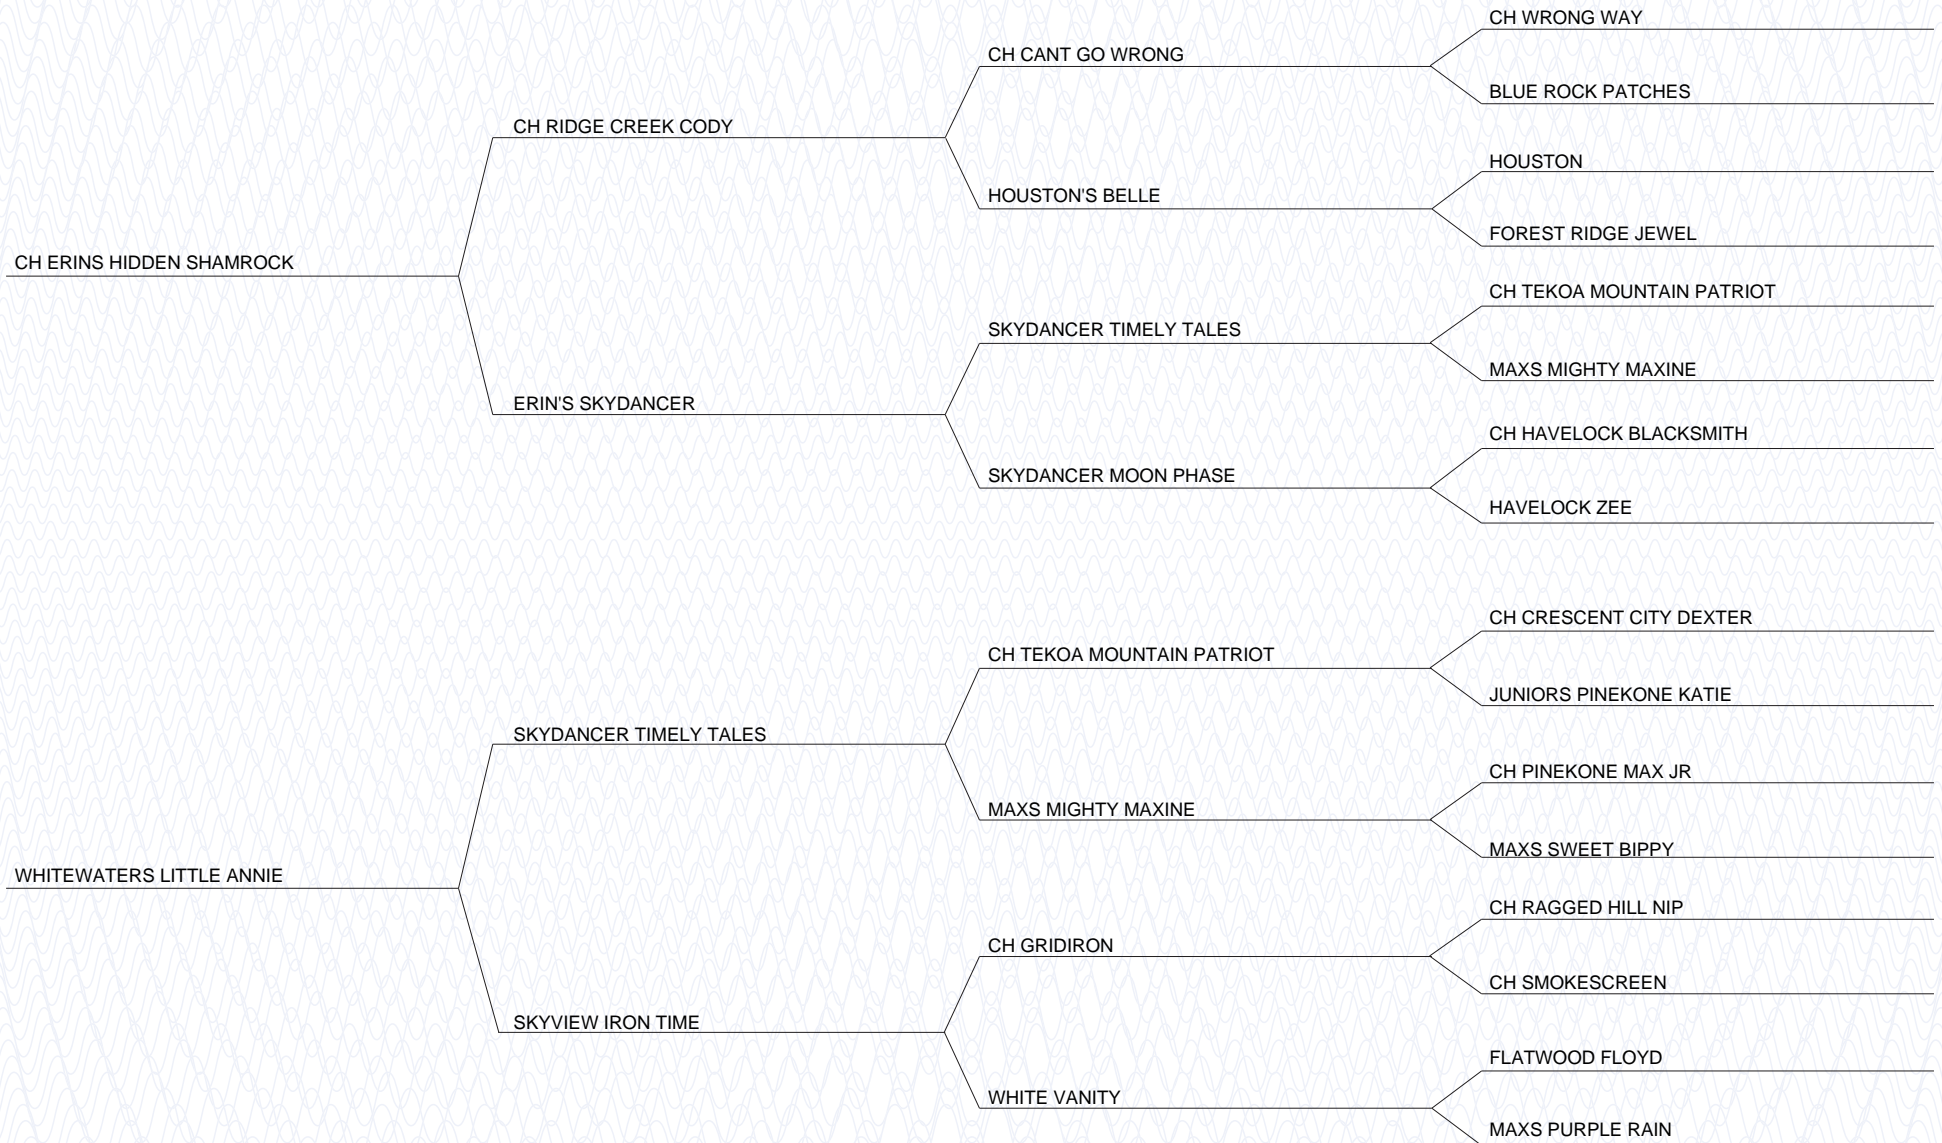 CH WRONG WAY
CH CANT GO WRONG
BLUE ROCK PATCHES
CH RIDGE CREEK CODY
HOUSTON
HOUSTON'S BELLE
FOREST RIDGE JEWEL
CH ERINS HIDDEN SHAMROCK
CH TEKOA MOUNTAIN PATRIOT
SKYDANCER TIMELY TALES
MAXS MIGHTY MAXINE
ERIN'S SKYDANCER
CH HAVELOCK BLACKSMITH
SKYDANCER MOON PHASE
HAVELOCK ZEE
CH CRESCENT CITY DEXTER
CH TEKOA MOUNTAIN PATRIOT
JUNIORS PINEKONE KATIE
SKYDANCER TIMELY TALES
CH PINEKONE MAX JR
MAXS MIGHTY MAXINE
MAXS SWEET BIPPY
WHITEWATERS LITTLE ANNIE
CH RAGGED HILL NIP
CH GRIDIRON
CH SMOKESCREEN
SKYVIEW IRON TIME
FLATWOOD FLOYD
WHITE VANITY
MAXS PURPLE RAIN